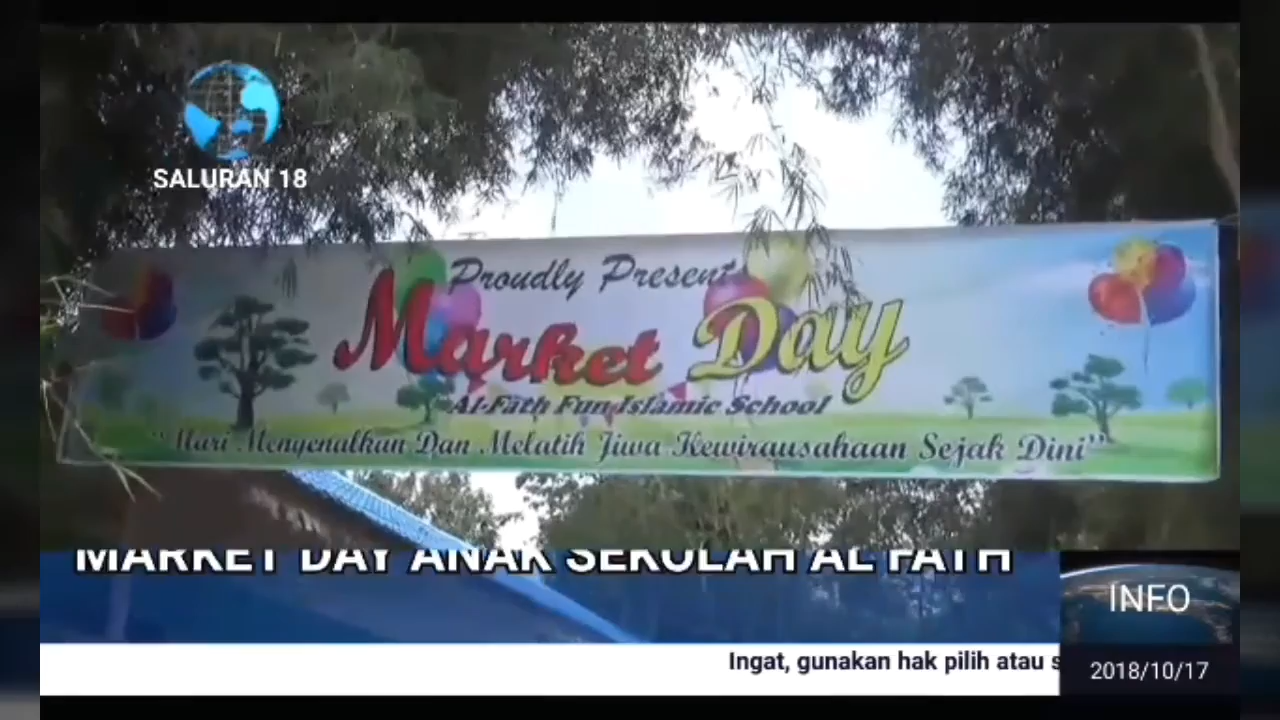 SALURAN 18
Proudly Present
Market Day
Al-Fath Fun Islamic School
"Mari Mengenalkan Dan Melatih Jiwa Kewirausahaan Sejak Dini"
MARKET DAY ANAK SEKOLAH AL FATH
INFO
Ingat, gunakan hak pilih atau s
2018/10/17